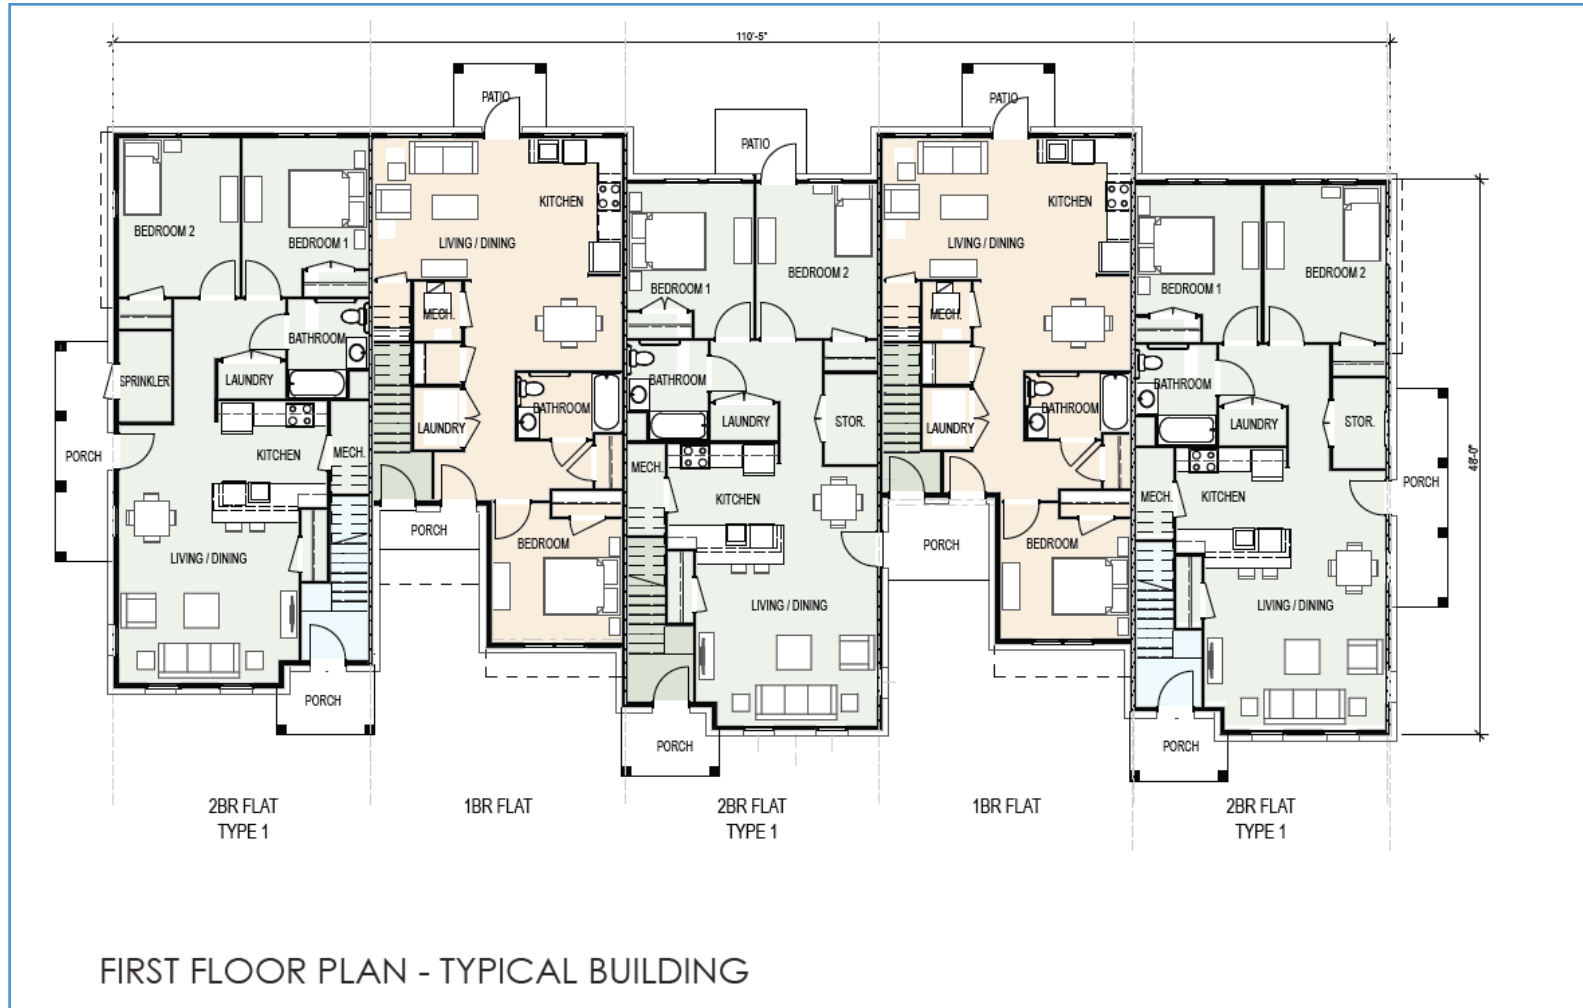 110'-5"
PATIO
PATIO
PATIO
BEDROOM 2
BEDROOM 1
LIVING / DINING
KITCHEN
BEDROOM 1
BEDROOM 2
LIVING / DINING
KITCHEN
BEDROOM 1
BEDROOM 2
MECH.
MECH.
SPRINKLER
LAUNDRY
BATHROOM
BATHROOM
BATHROOM
BATHROOM
BATHROOM
LAUNDRY
LAUNDRY
STOR.
LAUNDRY
LAUNDRY
STOR.
PORCH
KITCHEN
MECH.
MECH.
KITCHEN
MECH.
KITCHEN
PORCH
48'-0"
LIVING / DINING
PORCH
BEDROOM
PORCH
BEDROOM
LIVING / DINING
LIVING / DINING
PORCH
PORCH
PORCH
2BR FLAT
TYPE 1
1BR FLAT
2BR FLAT
TYPE 1
1BR FLAT
2BR FLAT
TYPE 1
FIRST FLOOR PLAN - TYPICAL BUILDING